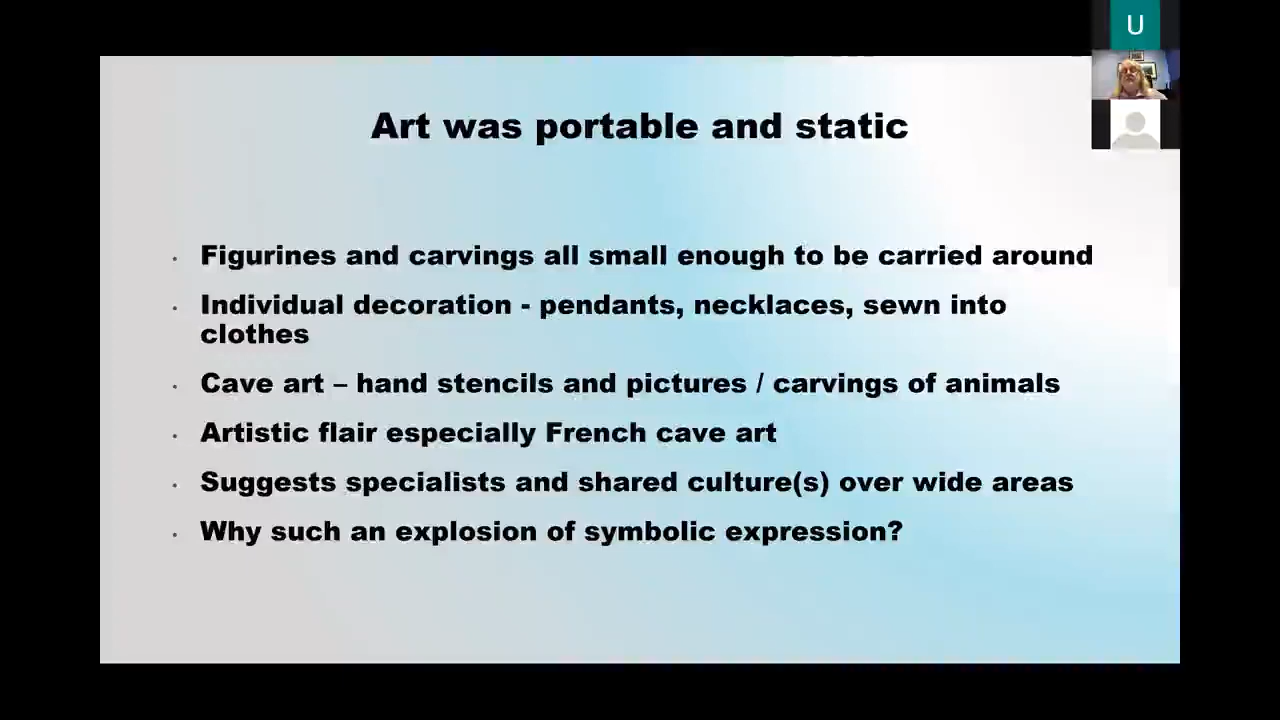 U
Art was portable and static
· Figurines and carvings all small enough to be carried around
· Individual decoration - pendants, necklaces, sewn into
clothes
· Cave art – hand stencils and pictures / carvings of animals
· Artistic flair especially French cave art
· Suggests specialists and shared culture(s) over wide areas
· Why such an explosion of symbolic expression?